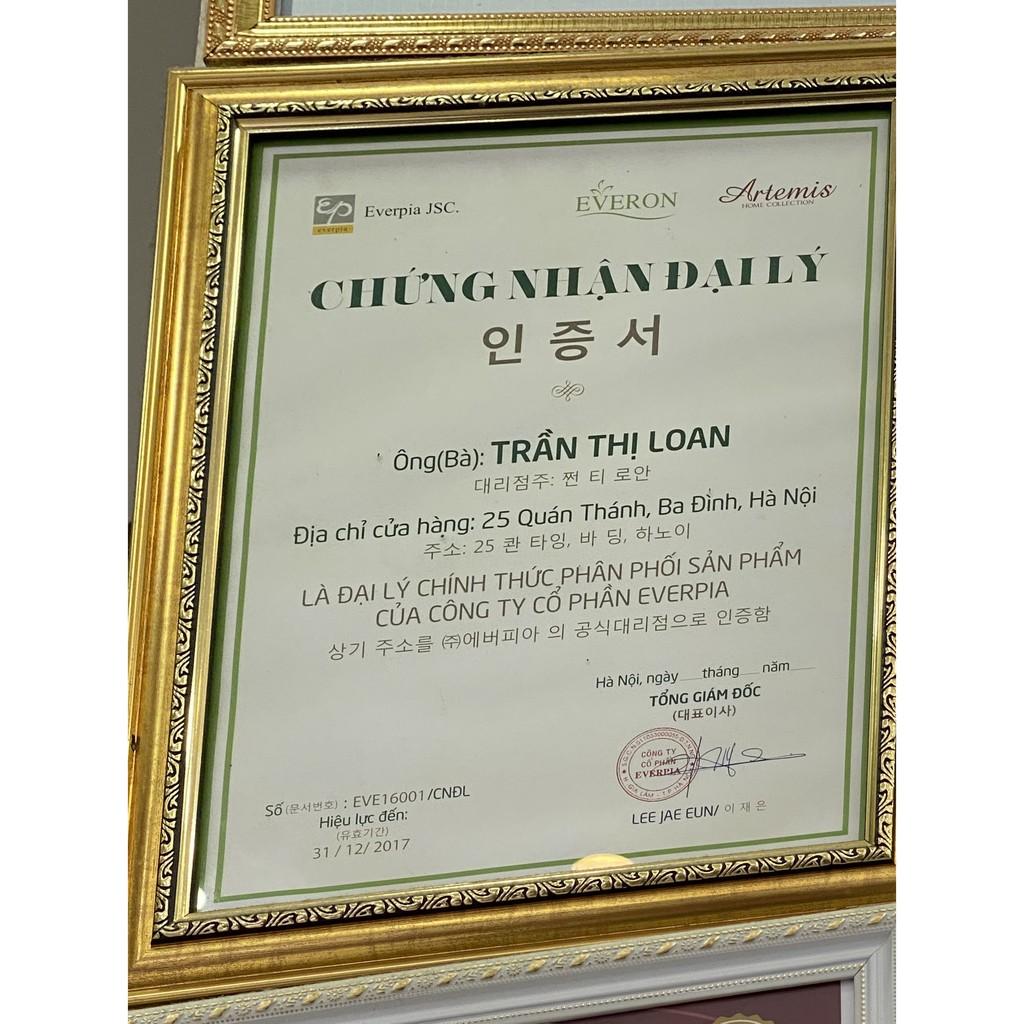 ep
everpia
Everpia JSC.
EVERON
Artemis
HOME COLLECTION
CHỨNG NHẬN ĐẠI LÝ
인증서
Ông(Bà): TRẦN THỊ LOAN
대리점주: 쩐 티 로안
Địa chỉ cửa hàng: 25 Quán Thánh, Ba Đình, Hà Nội
주소: 25 콴 타잉, 바 딩, 하노이
LÀ ĐẠI LÝ CHÍNH THỨC PHÂN PHỐI SẢN PHẨM
CỦA CÔNG TY CỔ PHẦN EVERPIA
상기 주소를 ㈜에버피아 의 공식대리점으로 인증함
Hà Nội, ngày tháng năm
TỔNG GIÁM ĐỐC
(대표이사)
CÔNG TY
CỔ PHẦN
EVERPIA
LEE JAE EUN/ 이 재 은
Số (문서번호) : EVE16001/CNĐL
Hiệu lực đến:
(유효기간)
31 / 12/ 2017